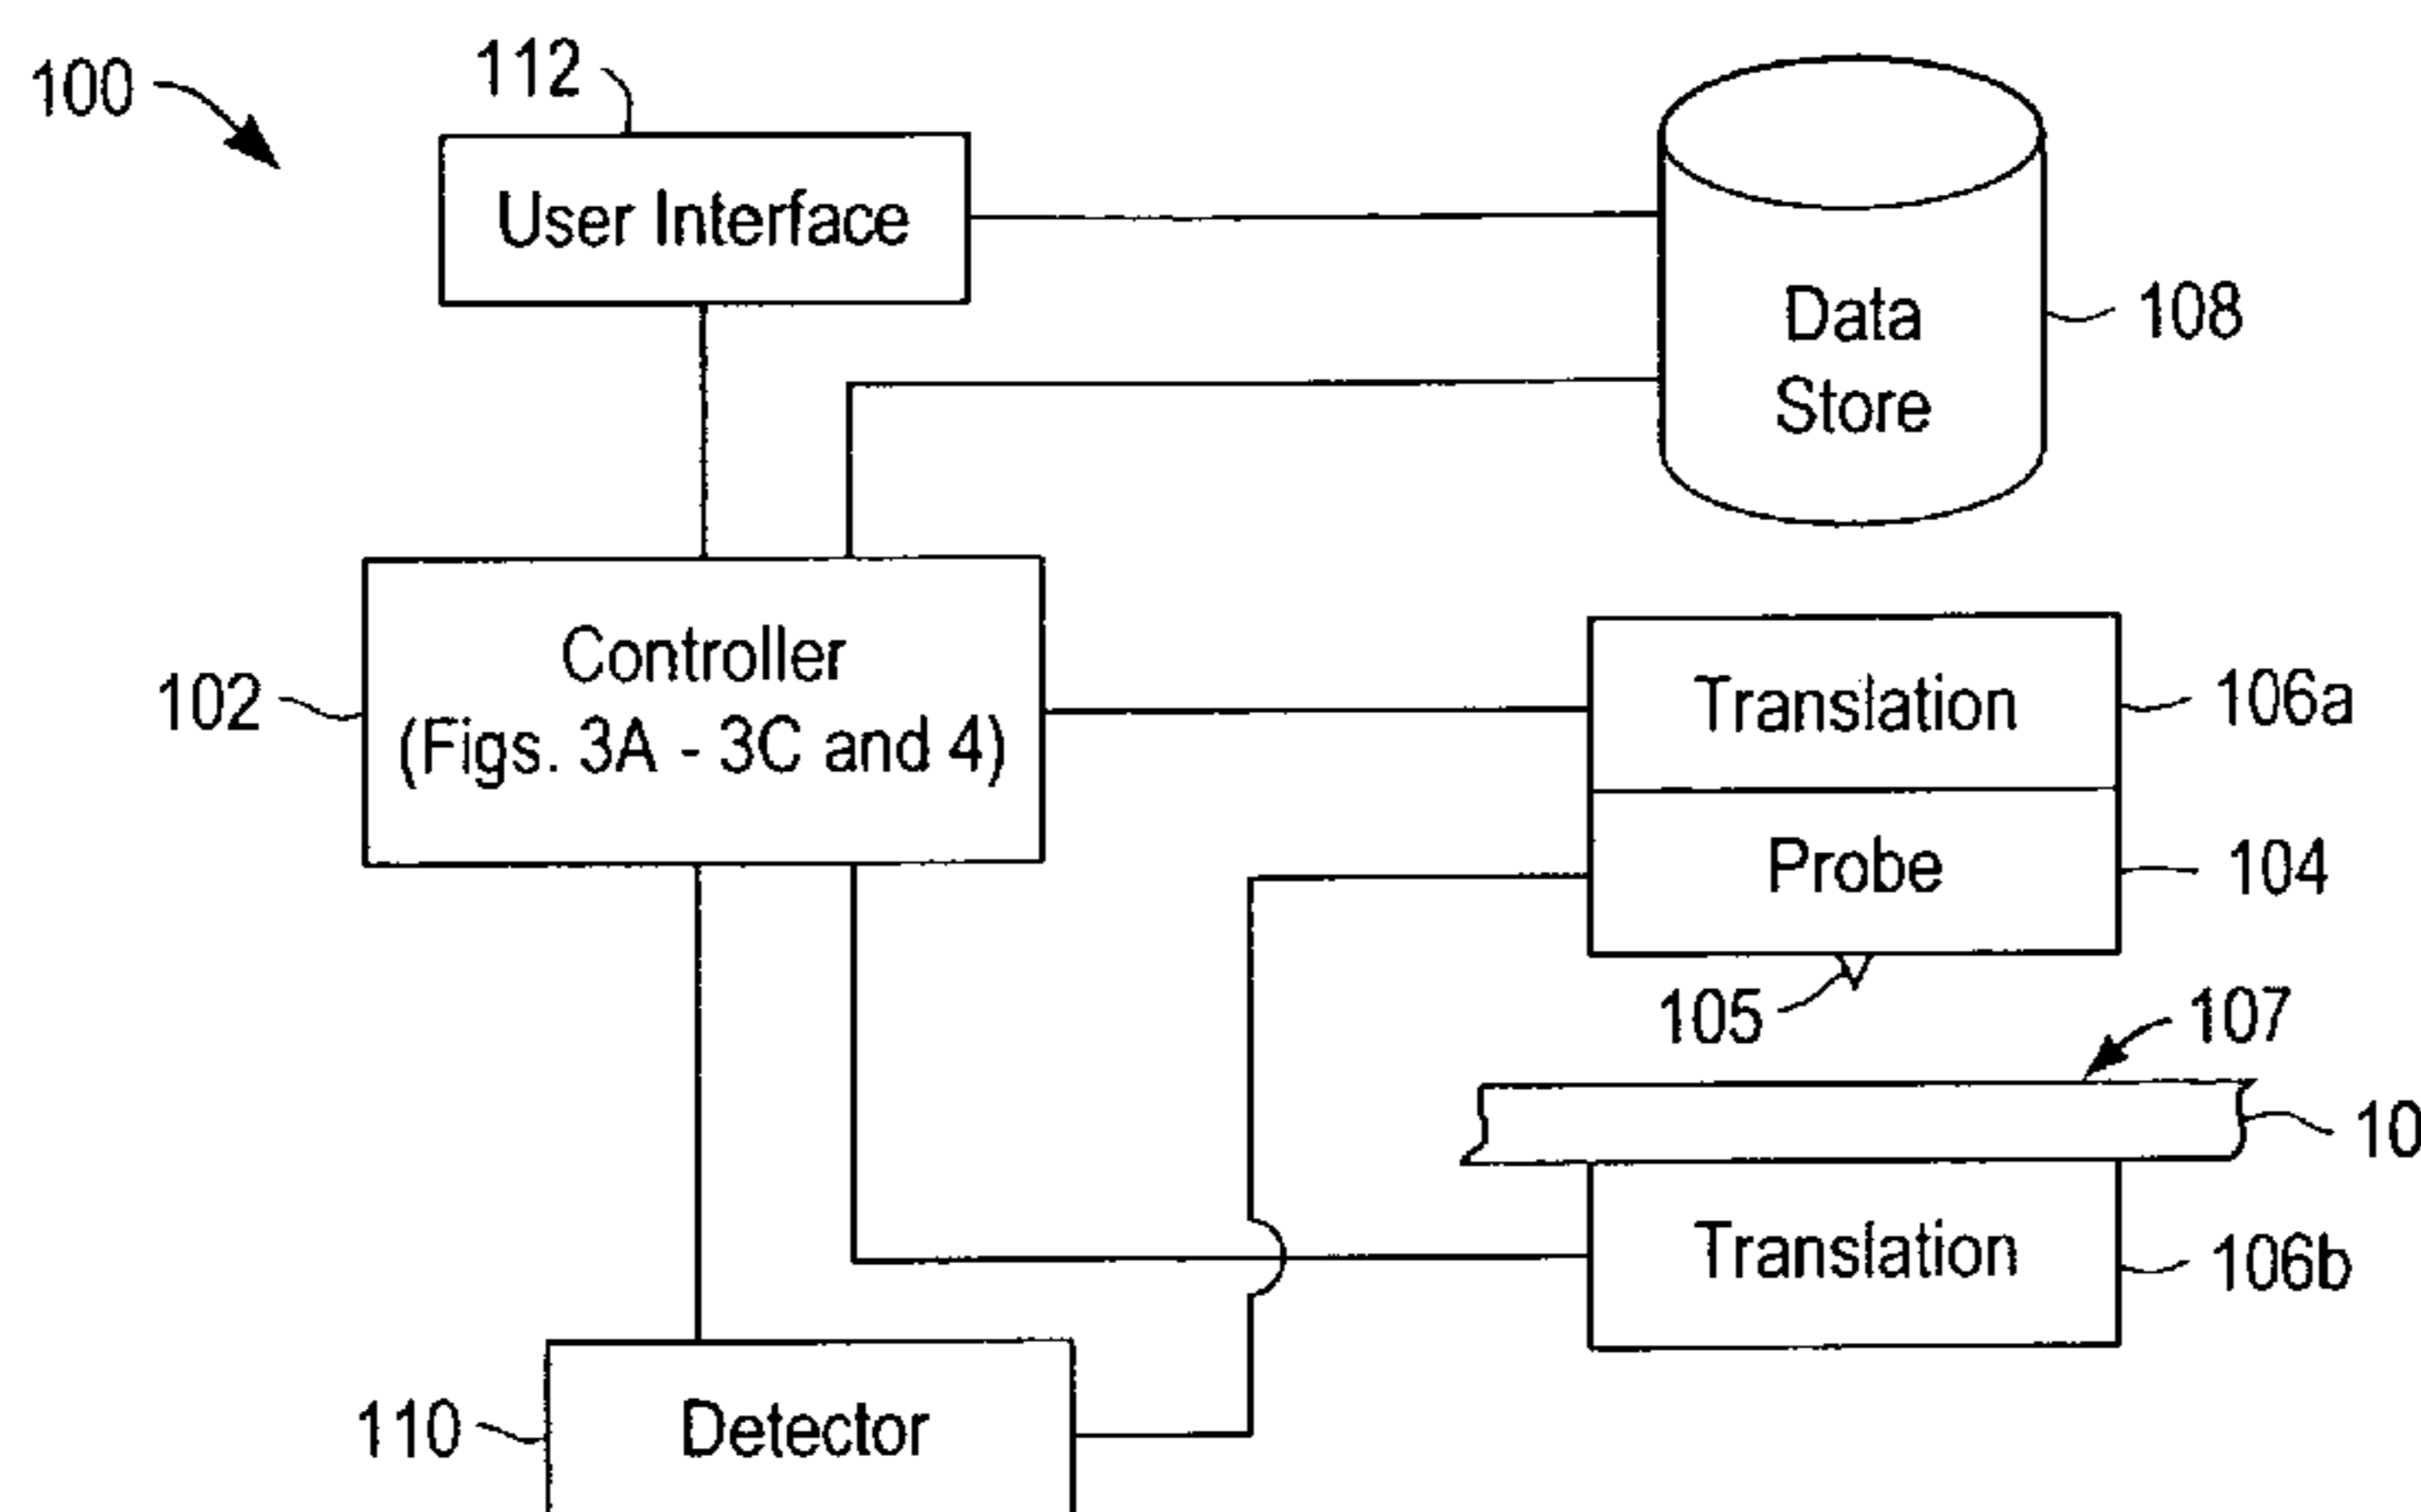 100
112
User Interface
Data
Store
108
Controller
(Figs. 3A - 3C and 4)
102
Translation
106a
Probe
104
105
107
10
Translation
106b
110
Detector